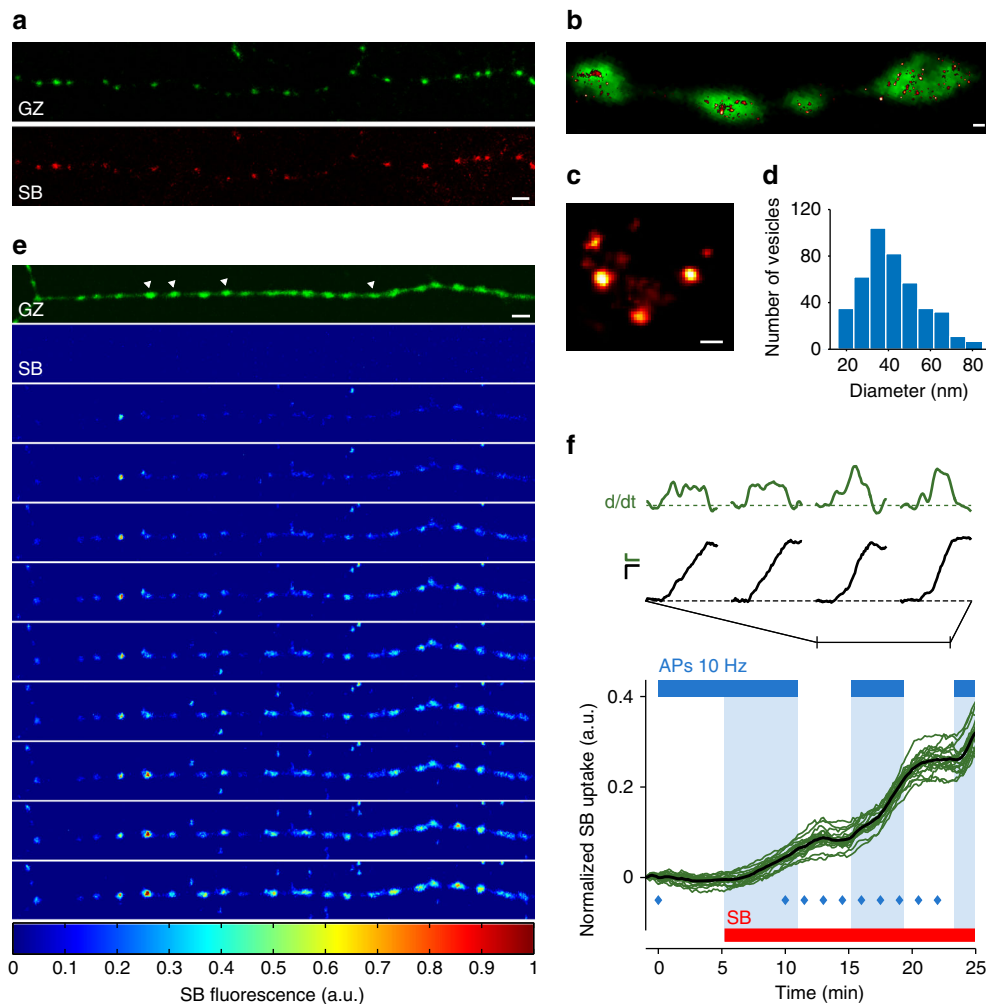 a
GZ
SB
b
c
d
Number of vesicles
120
80
40
0
20 40 60 80
Diameter (nm)
e
GZ
SB
0 0.1 0.2 0.3 0.4 0.5 0.6 0.7 0.8 0.9 1
SB fluorescence (a.u.)
f
d/dt
APs 10 Hz
Normalized SB uptake (a.u.)
0.4
0.2
0
SB
0 5 10 15 20 25
Time (min)